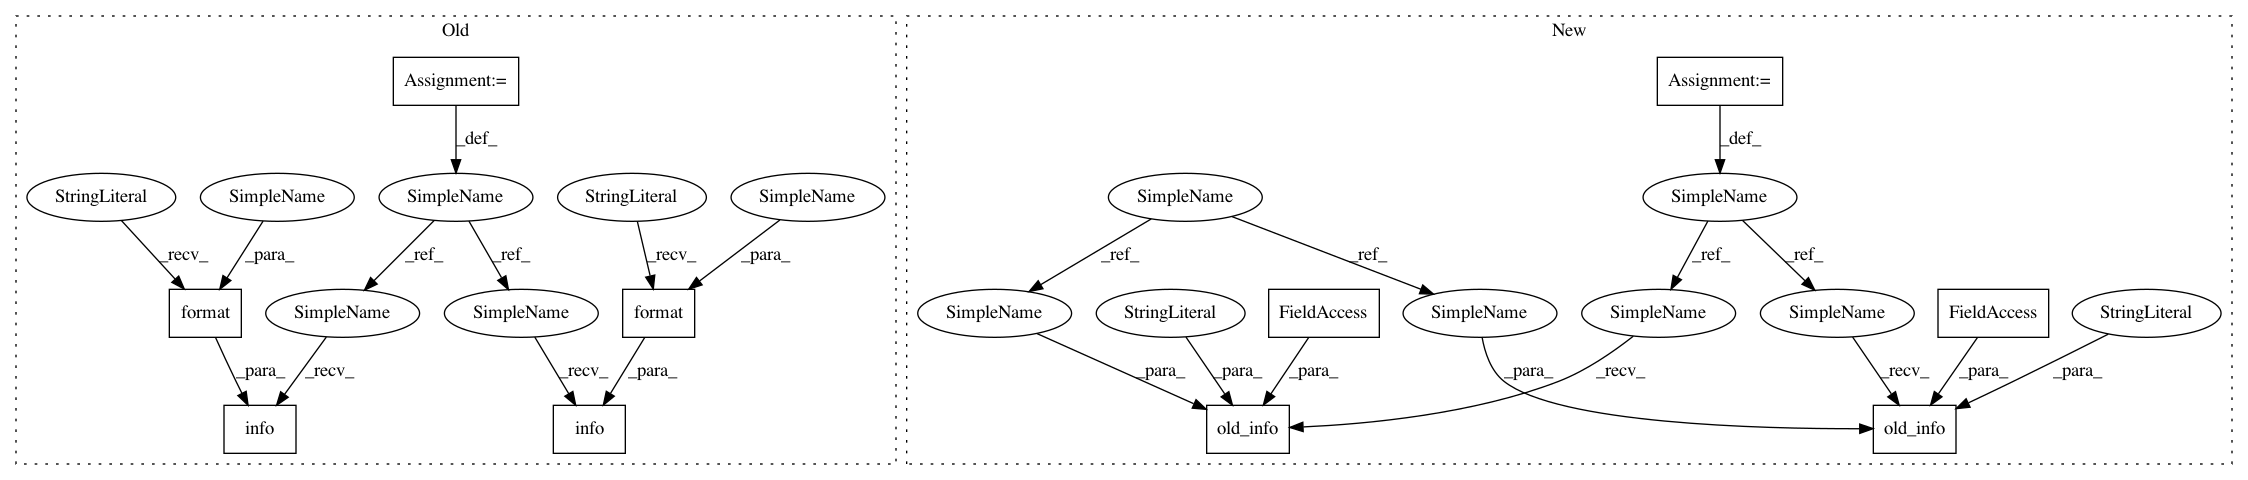 Old
New
Assignment:=
Assignment:=
_def_
_def_
StringLiteral
SimpleName
SimpleName
StringLiteral
SimpleName
SimpleName
SimpleName
_recv_
_para_
_ref_
_ref_
_recv_
_para_
_ref_
_ref_
_ref_
_ref_
format
SimpleName
SimpleName
format
SimpleName
StringLiteral
FieldAccess
SimpleName
SimpleName
SimpleName
FieldAccess
StringLiteral
_para_
_recv_
_recv_
_para_
_para_
_para_
_para_
_para_
_recv_
_recv_
_para_
_para_
info
info
old_info
old_info